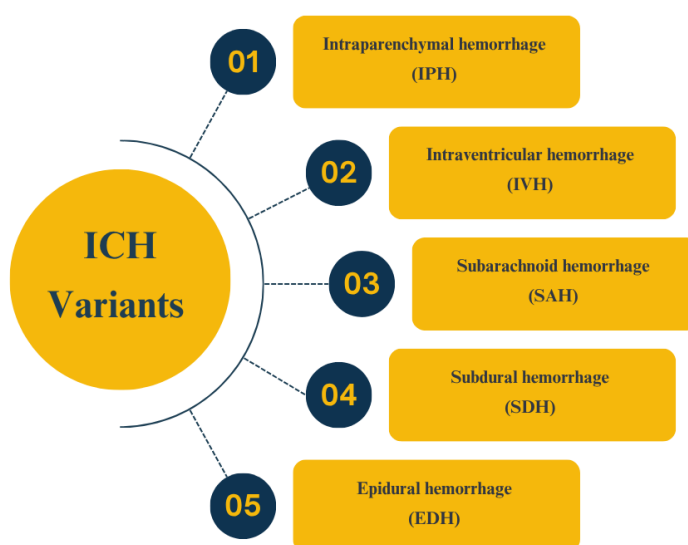 01
Intraparenchymal hemorrhage
(IPH)
02
Intraventricular hemorrhage
(IVH)
ICH
Variants
03
Subarachnoid hemorrhage
(SAH)
04
Subdural hemorrhage
(SDH)
05
Epidural hemorrhage
(EDH)